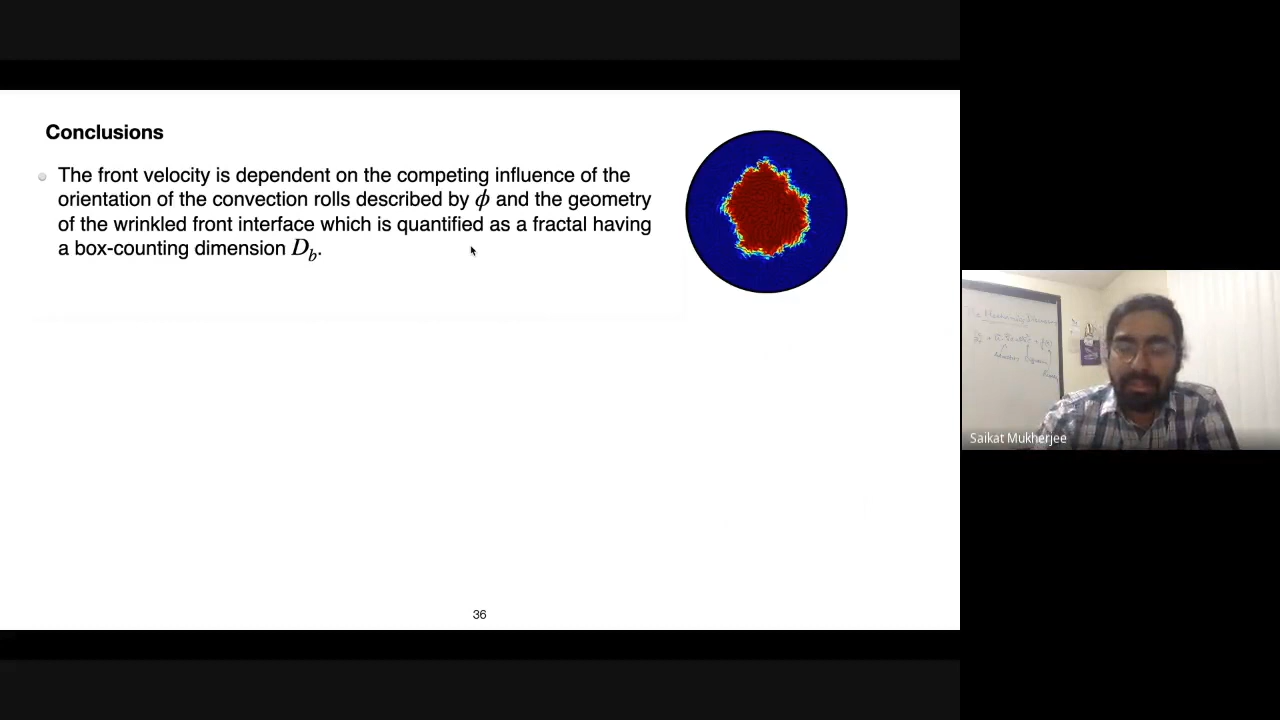 Conclusions
The front velocity is dependent on the competing influence of the
orientation of the convection rolls described by ϕ and the geometry
of the wrinkled front interface which is quantified as a fractal having
a box-counting dimension D_b.
36
Saikat Mukherjee